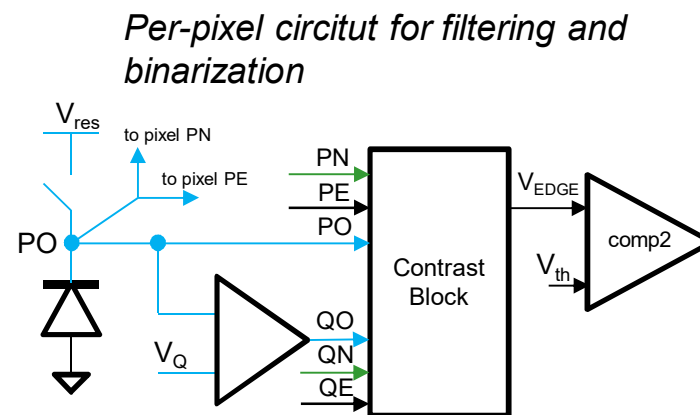 Per-pixel circitut for filtering and
binarization
Vres
to pixel PN
to pixel PE
PO
PN
PE
PO
VEDGE
comp2
Vth
Contrast
Block
VQ
QO
QN
QE